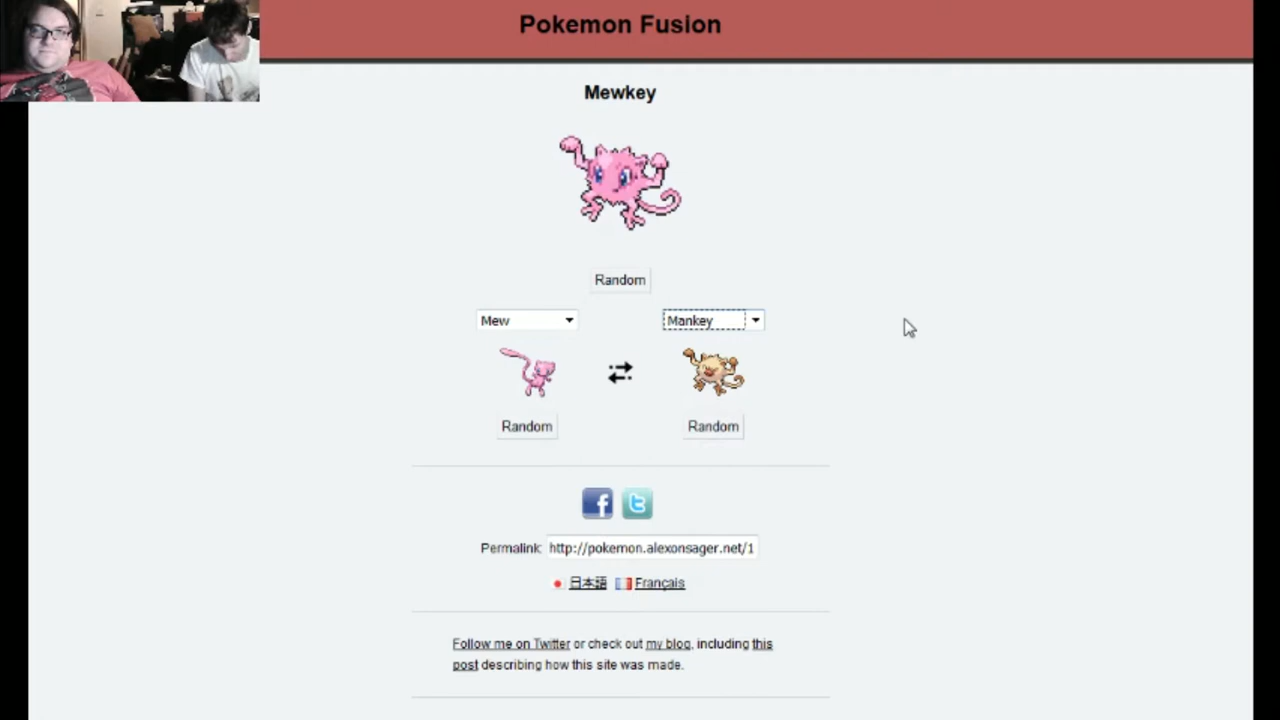 Pokemon Fusion
Mewkey
Random
Mew Mankey
Random Random
Permalink: http://pokemon.alexonsager.net/1
日本語 Français
Follow me on Twitter or check out my blog, including this
post describing how this site was made.